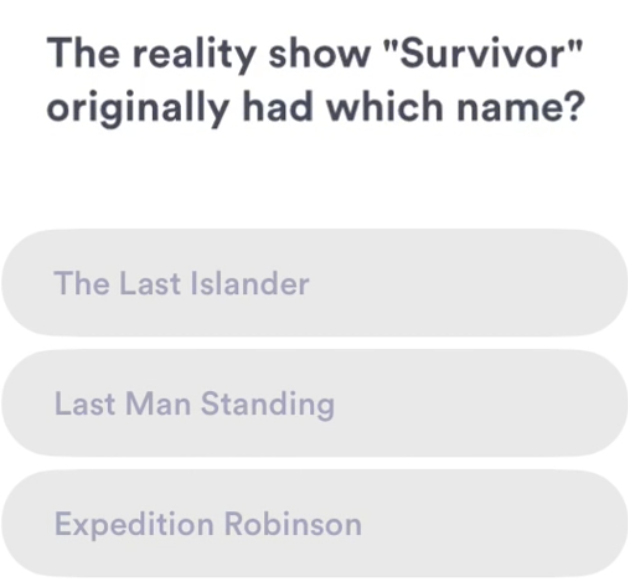 The reality show "Survivor"
originally had which name?
The Last Islander
Last Man Standing
Expedition Robinson